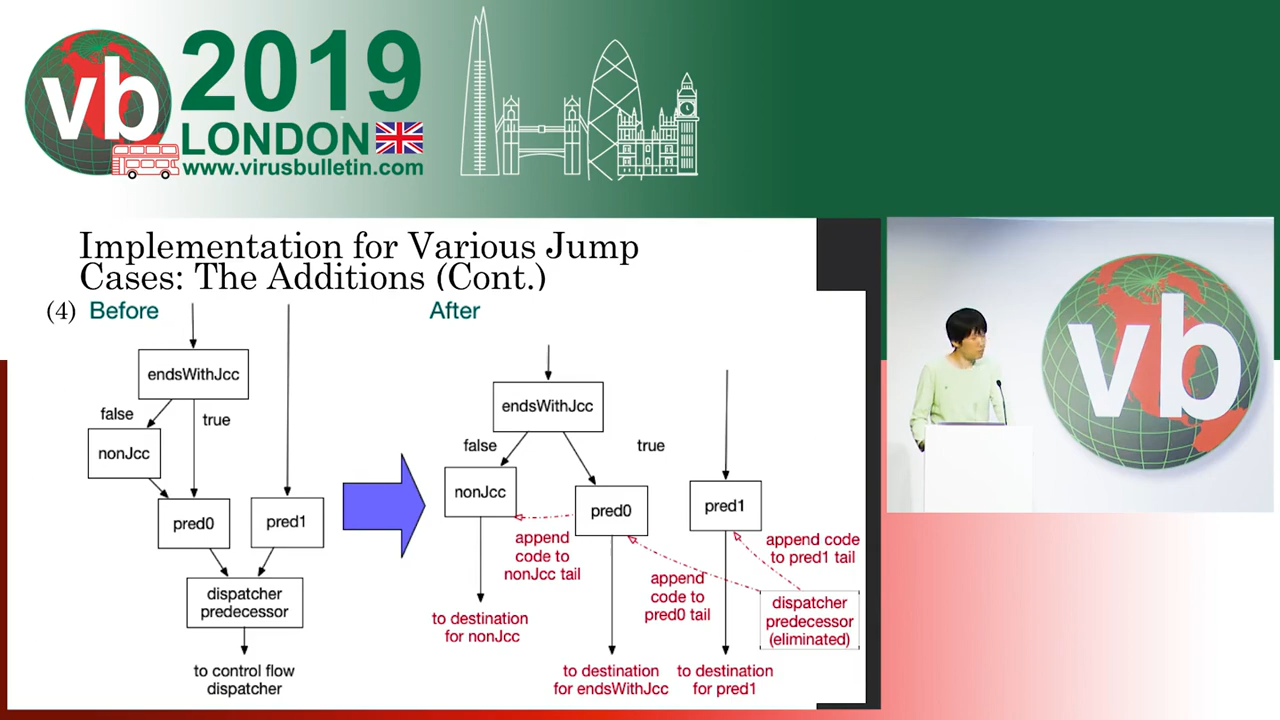 vb
2019
LONDON
www.virusbulletin.com
Implementation for Various Jump
Cases: The Additions (Cont.)
(4) Before
endsWithJcc
false
true
nonJcc
pred0
pred1
dispatcher
predecessor
to control flow
dispatcher
After
endsWithJcc
false
true
nonJcc
pred0
pred1
append
code to
nonJcc tail
append code
to pred1 tail
append
code to
pred0 tail
dispatcher
predecessor
(eliminated)
to destination
for nonJcc
to destination
for endsWithJcc
to destination
for pred1
vb